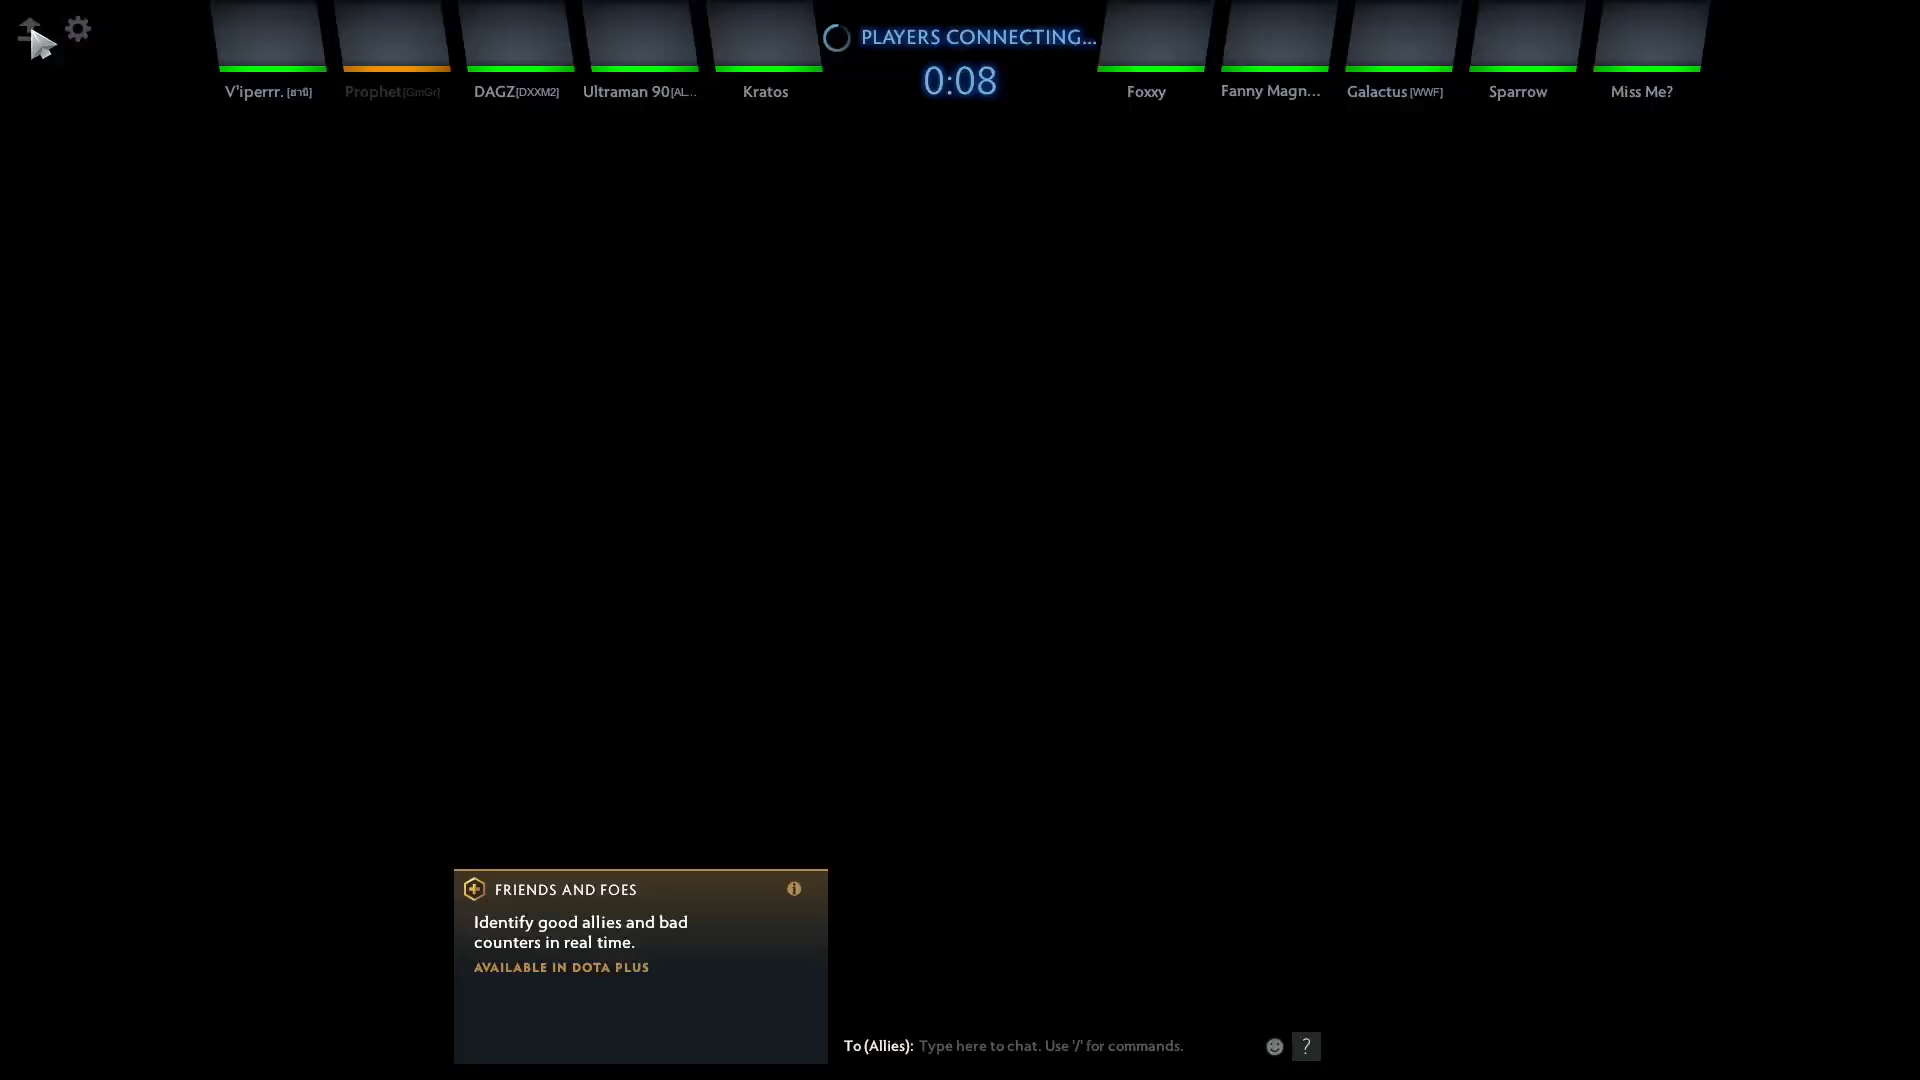 PLAYERS CONNECTING...
0:08
V'iperrr.
Prophet[GmGr]
DAGZ[DXXM2]
Ultraman 90[AL...
Kratos
Foxxy
Fanny Magn...
Galactus [WWF]
Sparrow
Miss Me?
FRIENDS AND FOES
Identify good allies and bad
counters in real time.
AVAILABLE IN DOTA PLUS
To (Allies): Type here to chat. Use '/' for commands.
?